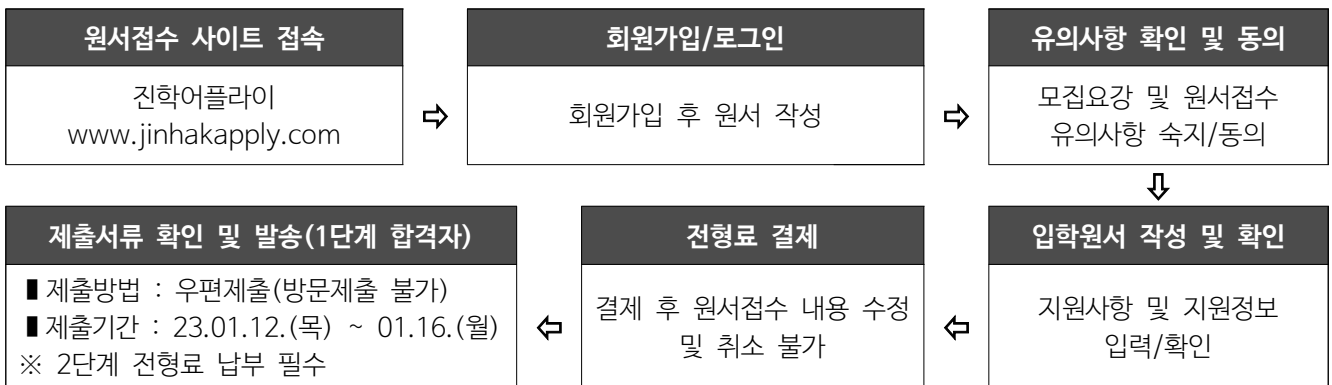 원서접수 사이트 접속
진학어플라이
www.jinhakapply.com
⇨
회원가입/로그인
회원가입 후 원서 작성
⇨
유의사항 확인 및 동의
모집요강 및 원서접수
유의사항 숙지/동의
⇩
입학원서 작성 및 확인
지원사항 및 지원정보
입력/확인
⇦
전형료 결제
결제 후 원서접수 내용 수정
및 취소 불가
⇦
제출서류 확인 및 발송(1단계 합격자)
▮제출방법 : 우편제출(방문제출 불가)
▮제출기간 : 23.01.12.(목) ~ 01.16.(월)
※ 2단계 전형료 납부 필수